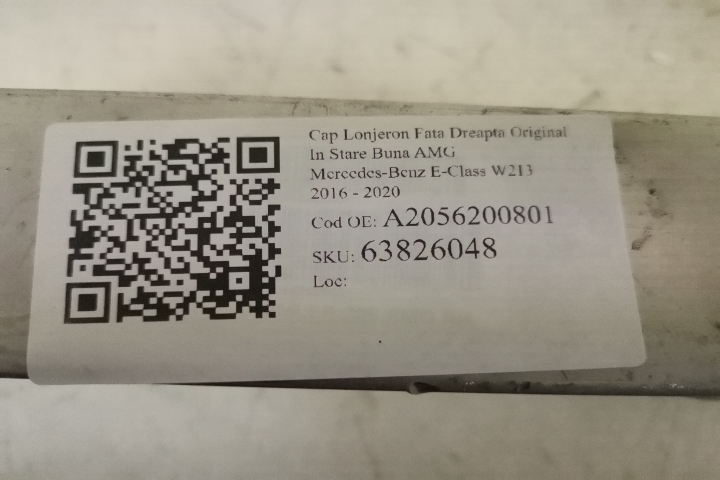 Cap Lonjeron Fata Dreapta Original
In Stare Buna AMG
Mercedes-Benz E-Class W213
2016 - 2020
Cod OE: A2056200801
SKU: 63826048
Loc: